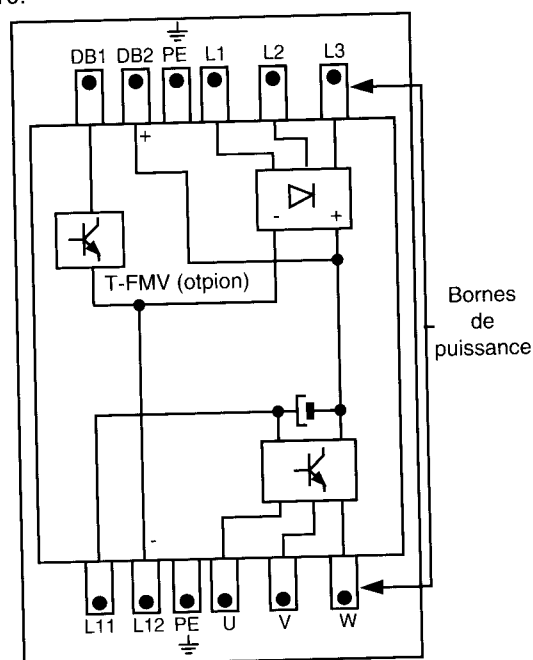 DB1 DB2 PE L1 L2 L3
+
- +
T-FMV (otpion)
Bornes
de
puissance
-
L11 L12 PE U V W